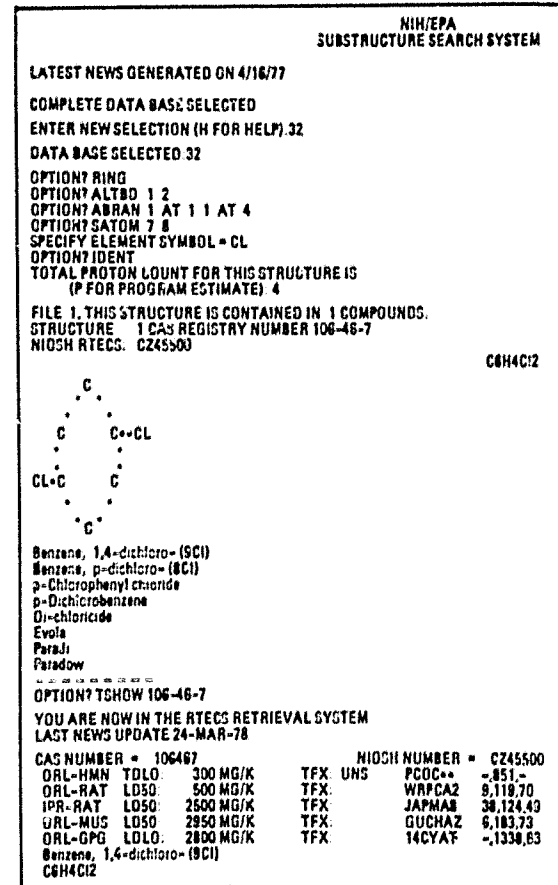 NIH/EPA
SUBSTRUCTURE SEARCH SYSTEM
LATEST NEWS GENERATED ON 4/16/77
COMPLETE DATA BASE SELECTED
ENTER NEW SELECTION (H FOR HELP).32
DATA BASE SELECTED:32
OPTION? RING
OPTION? ALTBD 1 2
OPTION? ABRAN 1 AT 1 1 AT 4
OPTION? SATOM 7 8
SPECIFY ELEMENT SYMBOL = CL
OPTION? IDENT
TOTAL PROTON COUNT FOR THIS STRUCTURE IS
(P FOR PROGRAM ESTIMATE): 4
FILE 1, THIS STRUCTURE IS CONTAINED IN 1 COMPOUNDS.
STRUCTURE 1 CAS REGISTRY NUMBER 106-46-7
NIOSH RTECS: CZ45500
C6H4Cl2
C
C C••CL
CL•C C
C
Benzene, 1,4-dichloro- (9CI)
Benzene, p-dichloro- (8CI)
p-Chlorophenyl chloride
p-Dichlorobenzene
Di-chloricide
Evola
Paradow
OPTION? TSHOW 106-46-7
YOU ARE NOW IN THE RTECS RETRIEVAL SYSTEM
LAST NEWS UPDATE 24-MAR-78
CAS NUMBER = 106467 NIOSH NUMBER = CZ45500
ORL-HMN TDLO: 300 MG/K TFX: UNS PCOC•• -,851,-
ORL-RAT LD50: 500 MG/K TFX: WRPCA2 9,119,70
IPR-RAT LD50: 2500 MG/K TFX: JAPMA8 38,124,49
ORL-MUS LD50: 2950 MG/K TFX: GUCHAZ 6,183,73
ORL-GPG LDLO: 2800 MG/K TFX: 14CYAT -,1338,63
Benzene, 1,4-dichloro- (9CI)
C6H4Cl2